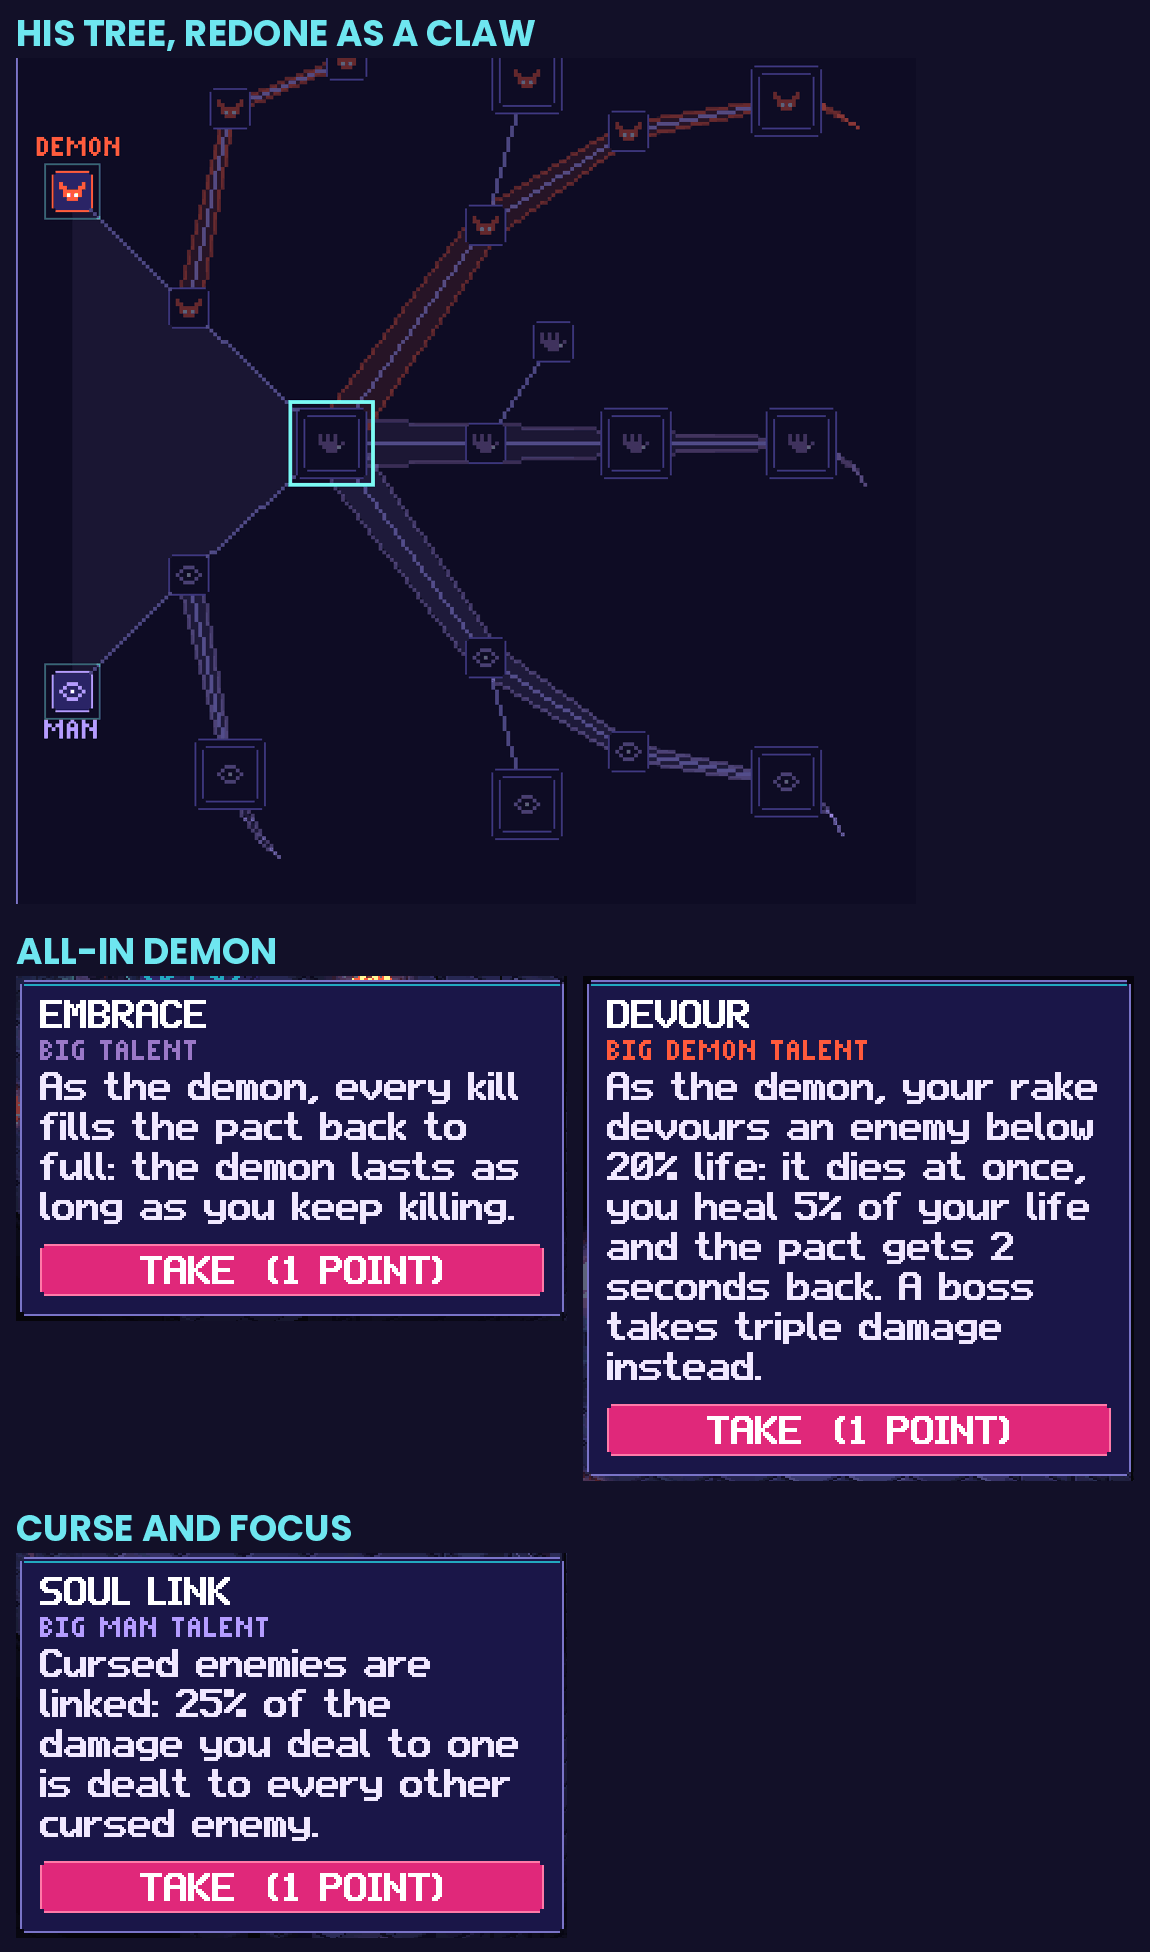 HIS TREE, REDONE AS A CLAW
DEMON
MAN
ALL-IN DEMON
EMBRACE
BIG TALENT
As the demon, every kill
fills the pact back to
full: the demon lasts as
long as you keep killing.
TAKE (1 POINT)
DEVOUR
BIG DEMON TALENT
As the demon, your rake
devours an enemy below
20% life: it dies at once,
you heal 5% of your life
and the pact gets 2
seconds back. A boss
takes triple damage
instead.
TAKE (1 POINT)
CURSE AND FOCUS
SOUL LINK
BIG MAN TALENT
Cursed enemies are
linked: 25% of the
damage you deal to one
is dealt to every other
cursed enemy.
TAKE (1 POINT)